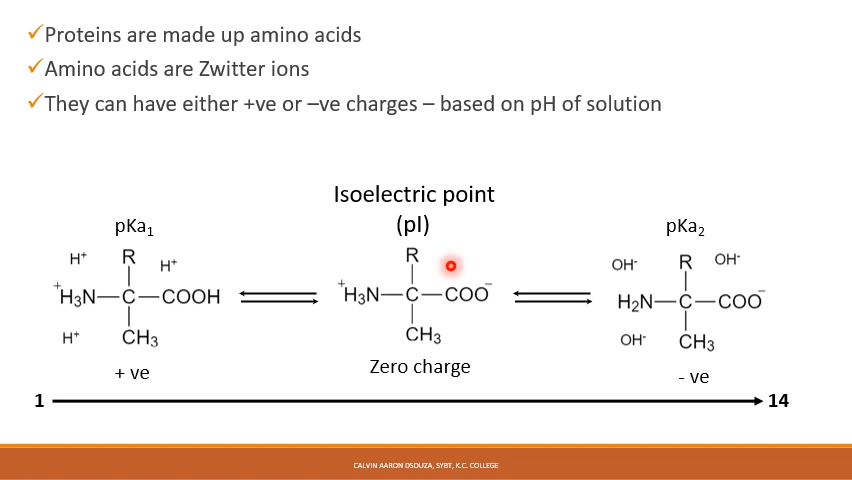 ✓Proteins are made up amino acids
✓Amino acids are Zwitter ions
✓They can have either +ve or –ve charges – based on pH of solution
Isoelectric point
(pI)
pKa₁
pKa₂
H⁺ R H⁺
⁺H₃N—C—COOH
H⁺ CH₃
+ ve
R
⁺H₃N—C—COO⁻
CH₃
Zero charge
OH⁻ R OH⁻
H₂N—C—COO⁻
OH⁻ CH₃
- ve
1 14
CALVIN AARON DSOUZA, SYBT, K.C. COLLEGE